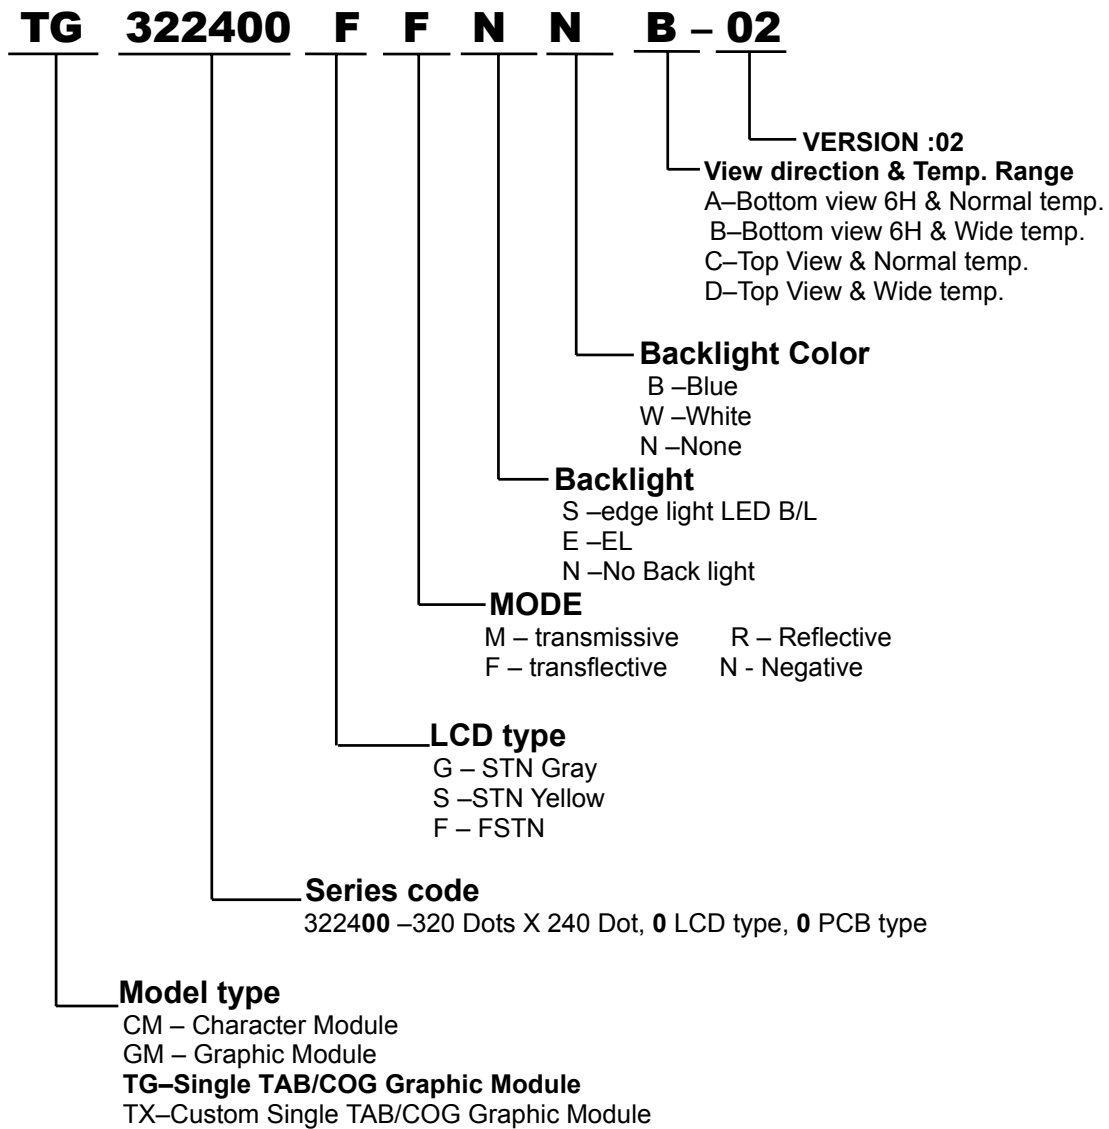 TG 322400 F F N N B – 02
VERSION :02
View direction & Temp. Range
A–Bottom view 6H & Normal temp.
B–Bottom view 6H & Wide temp.
C–Top View & Normal temp.
D–Top View & Wide temp.
Backlight Color
B –Blue
W –White
N –None
Backlight
S –edge light LED B/L
E –EL
N –No Back light
MODE
M – transmissive R – Reflective
F – transflective N - Negative
LCD type
G – STN Gray
S –STN Yellow
F – FSTN
Series code
322400 –320 Dots X 240 Dot, 0 LCD type, 0 PCB type
Model type
CM – Character Module
GM – Graphic Module
TG–Single TAB/COG Graphic Module
TX–Custom Single TAB/COG Graphic Module